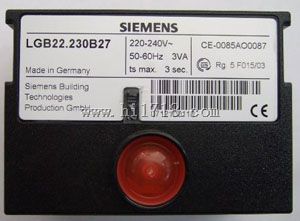 SIEMENS
LGB22.230B27
220-240V~
50-60Hz 3VA
ts max. 3 sec.
CE-0085AO0087
Rg. 5 F015/03
Made in Germany
Siemens Building
Technologies
Production GmbH